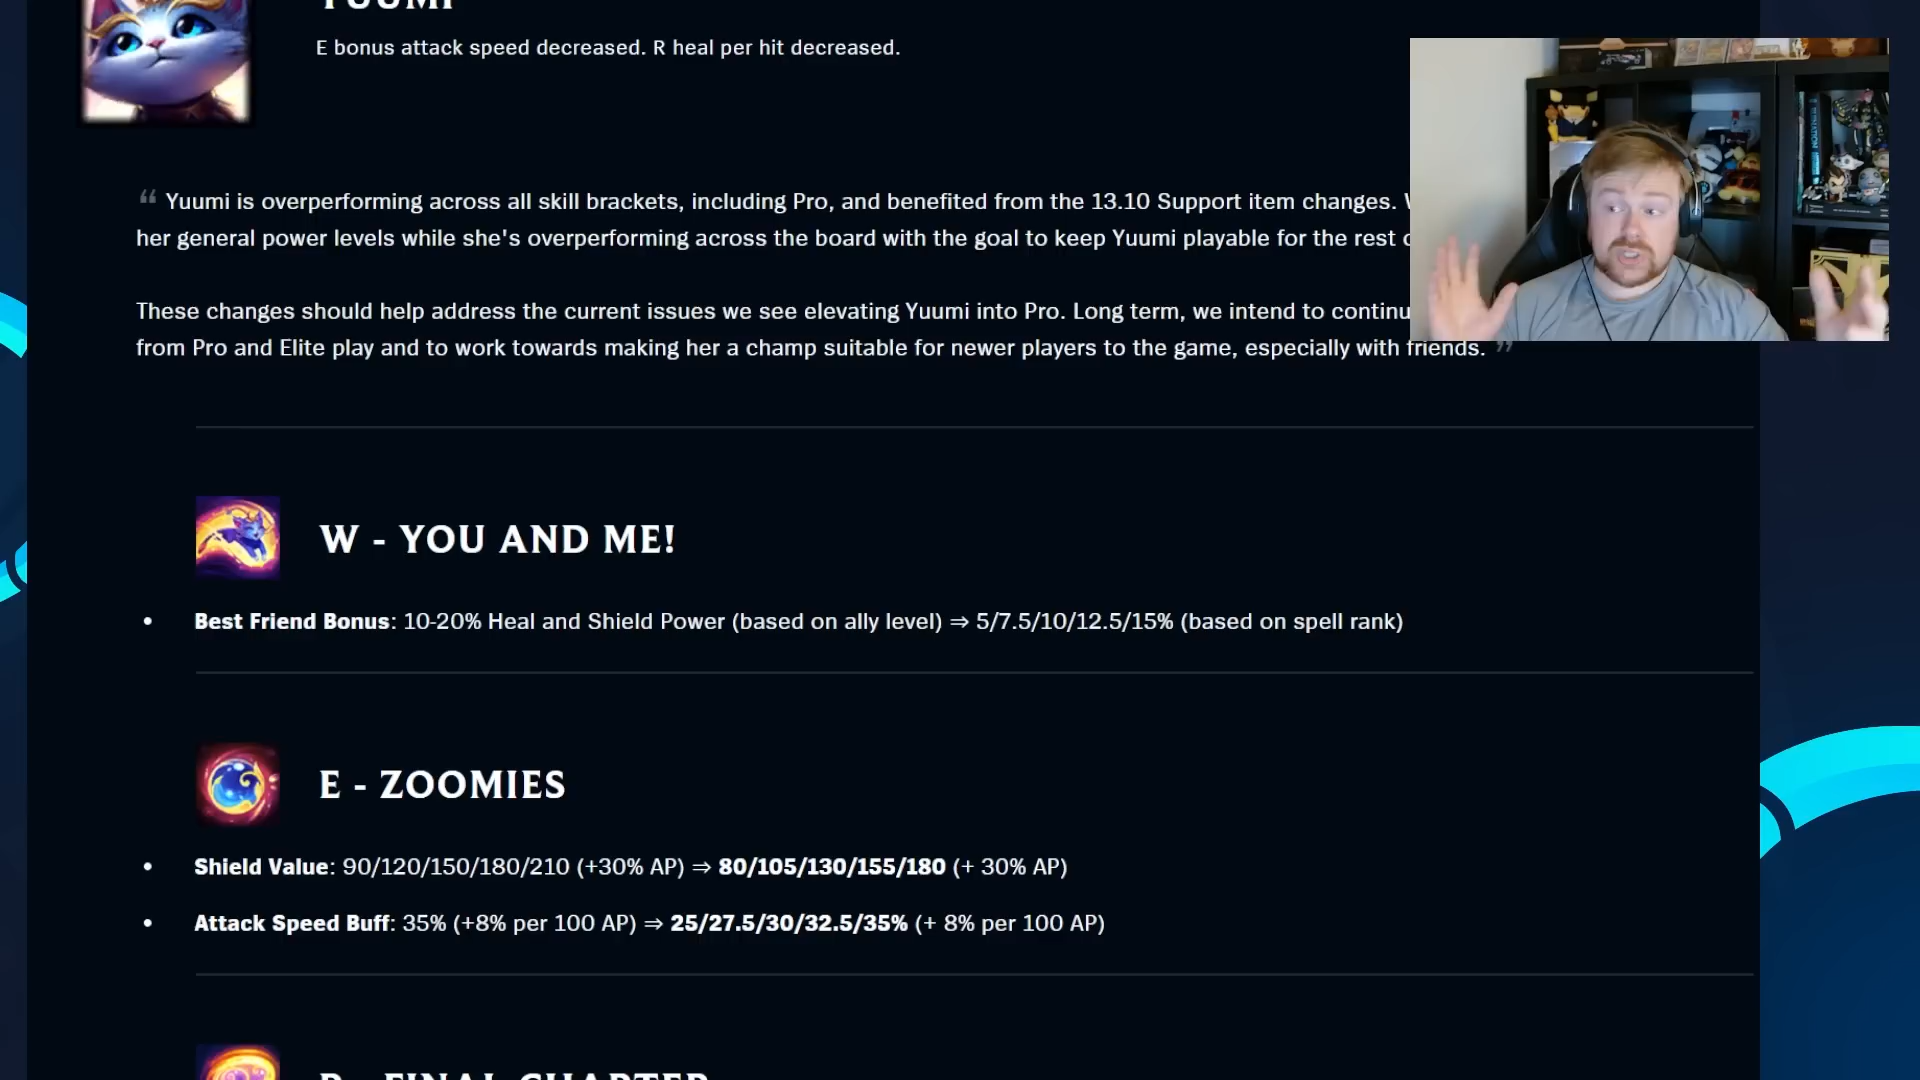 YUUMI
E bonus attack speed decreased. R heal per hit decreased.
“ Yuumi is overperforming across all skill brackets, including Pro, and benefited from the 13.10 Support item changes.
her general power levels while she's overperforming across the board with the goal to keep Yuumi playable for the rest
These changes should help address the current issues we see elevating Yuumi into Pro. Long term, we intend to continu
from Pro and Elite play and to work towards making her a champ suitable for newer players to the game, especially with friends. ”
W - YOU AND ME!
• Best Friend Bonus: 10-20% Heal and Shield Power (based on ally level) ⇒ 5/7.5/10/12.5/15% (based on spell rank)
E - ZOOMIES
• Shield Value: 90/120/150/180/210 (+30% AP) ⇒ 80/105/130/155/180 (+ 30% AP)
• Attack Speed Buff: 35% (+8% per 100 AP) ⇒ 25/27.5/30/32.5/35% (+ 8% per 100 AP)
R - FINAL CHAPTER